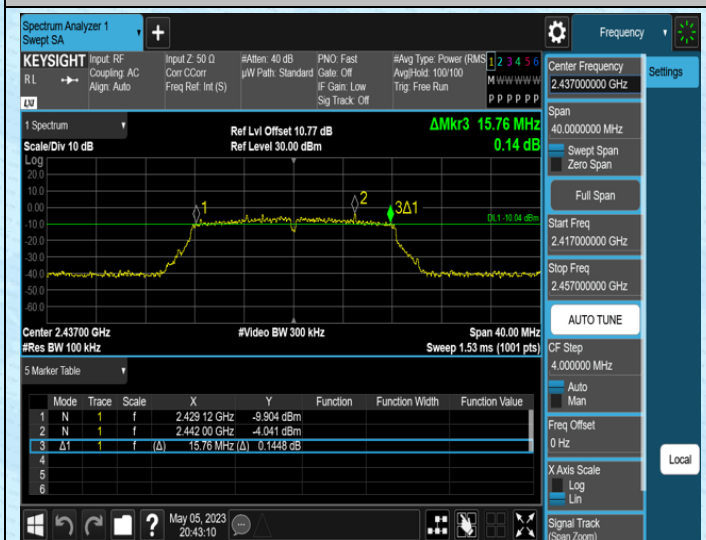 Spectrum Analyzer 1
Swept SA
Frequency
KEYSIGHT
Input: RF
Input Z: 50 Ω
#Atten: 40 dB
PNO: Fast
#Avg Type: Power (RMS
1 2 3 4 5 6
R L
Coupling: AC
Corr CCorr
µW Path: Standard
Gate: Off
Avg|Hold: 100/100
M W W W W W
Align: Auto
Freq Ref: Int (S)
IF Gain: Low
Trig: Free Run
Sig Track: Off
P P P P P P
LXI
Center Frequency
2.437000000 GHz
Settings
1 Spectrum
Ref Lvl Offset 10.77 dB
ΔMkr3 15.76 MHz
Scale/Div 10 dB
Ref Level 30.00 dBm
0.14 dB
Log
20.0
10.0
0.00
-10.0
-20.0
-30.0
-40.0
-50.0
-60.0
1
2
3Δ1
DL1 -10.04 dBm
Center 2.43700 GHz
#Video BW 300 kHz
Span 40.00 MHz
#Res BW 100 kHz
Sweep 1.53 ms (1001 pts)
5 Marker Table
Mode Trace Scale X Y Function Function Width Function Value
1 N 1 f 2.429 12 GHz -9.904 dBm
2 N 1 f 2.442 00 GHz -4.041 dBm
3 Δ1 1 f (Δ) 15.76 MHz (Δ) 0.1448 dB
4
5
6
Span
40.0000000 MHz
Swept Span
Zero Span
Full Span
Start Freq
2.417000000 GHz
Stop Freq
2.457000000 GHz
AUTO TUNE
CF Step
4.000000 MHz
Auto
Man
Freq Offset
0 Hz
X Axis Scale
Log
Lin
Signal Track
(Span Zoom)
Local
?
May 05, 2023
20:43:10